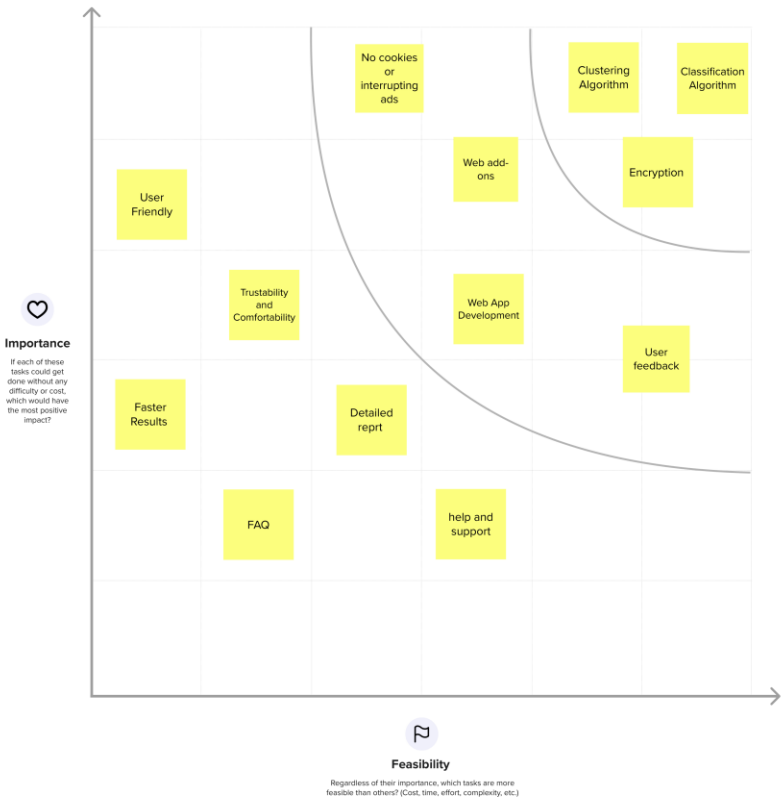 No cookies
or
interrupting
ads
Clustering
Algorithm
Classification
Algorithm
Web add-
ons
Encryption
User
Friendly
Trustability
and
Comfortability
Web App
Development
User
feedback
Faster
Results
Detailed
reprt
FAQ
help and
support
Importance
If each of these
tasks could get
done without any
difficulty or cost,
which would have
the most positive
impact?
Feasibility
Regardless of their importance, which tasks are more
feasible than others? (Cost, time, effort, complexity, etc.)